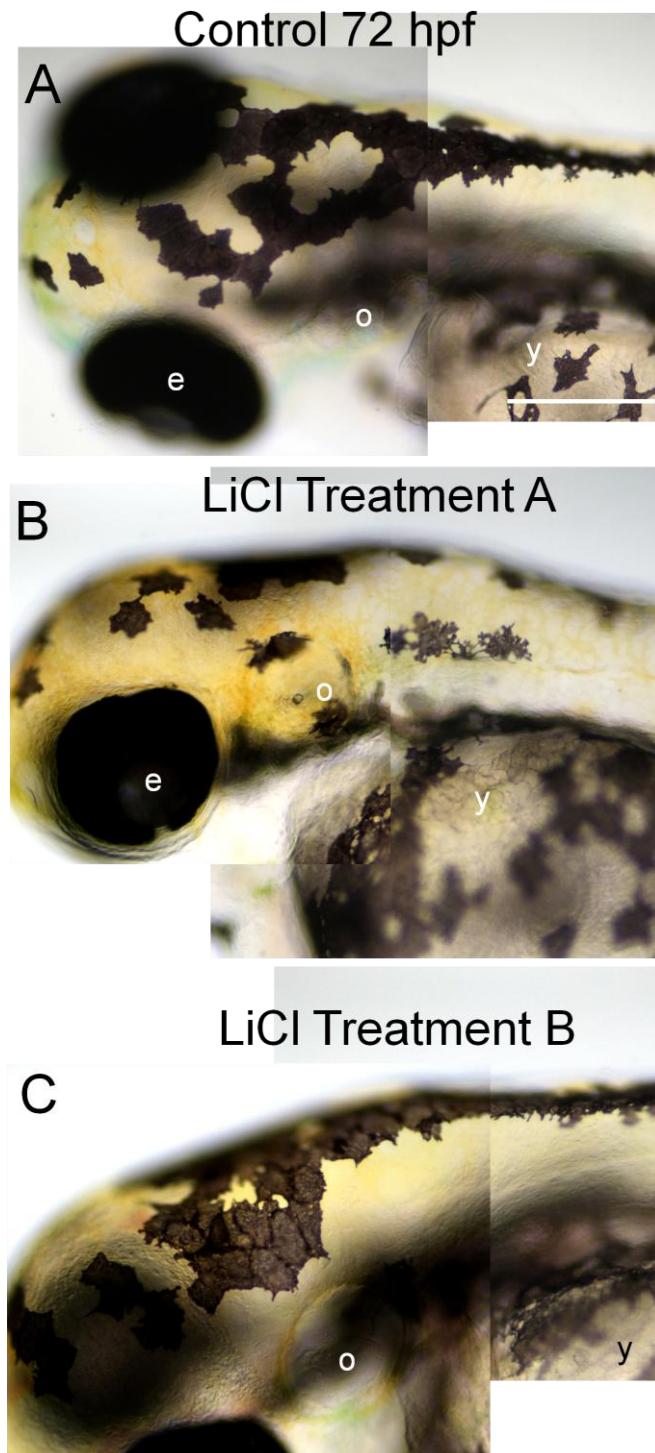 Control 72 hpf
A
o
e
y
LiCl Treatment A
B
o
e
y
LiCl Treatment B
C
o
y